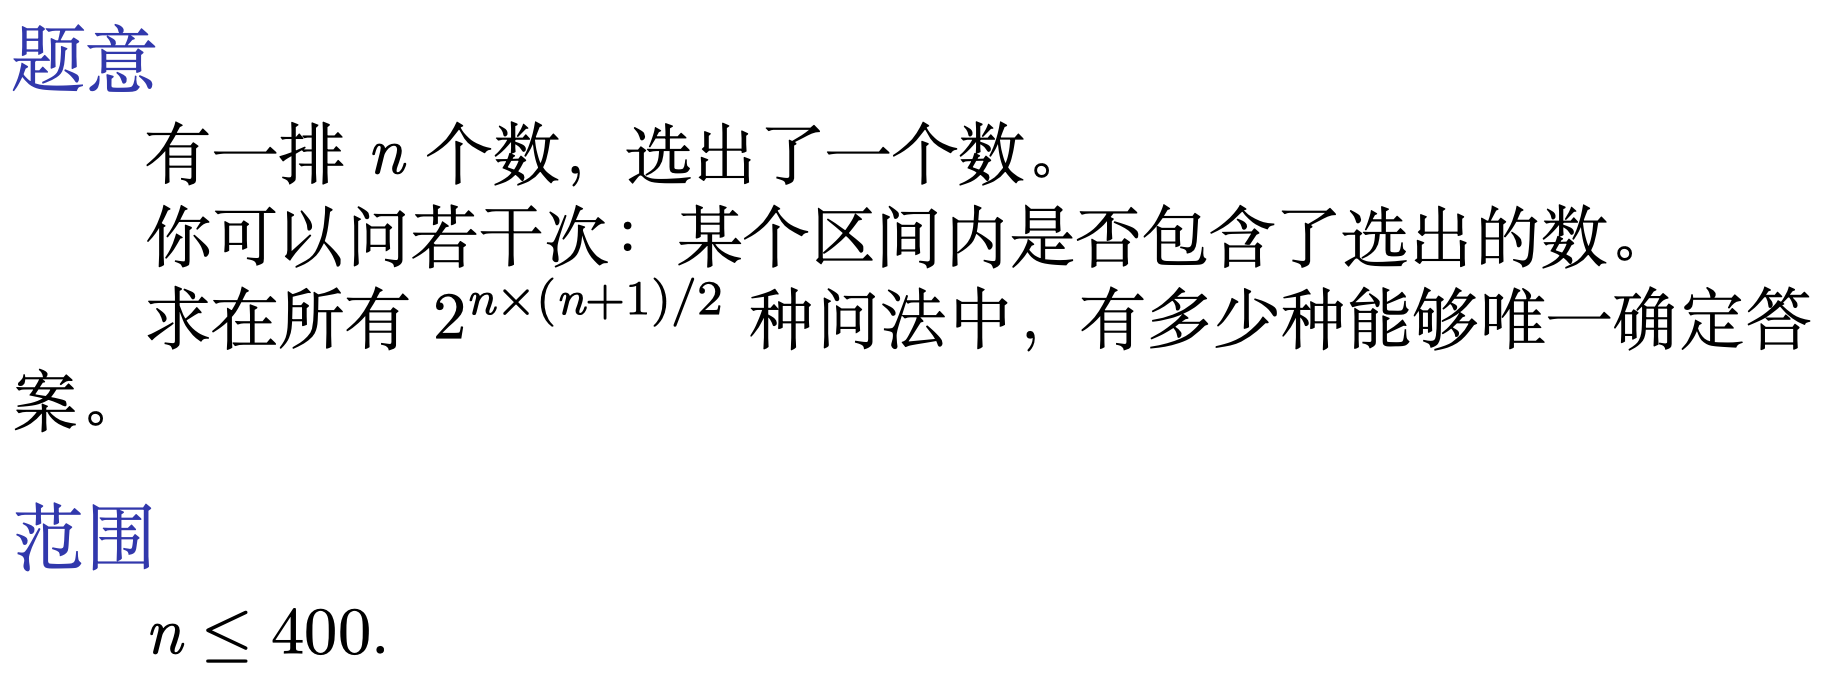 题意
有一排 n 个数，选出了一个数。
你可以问若干次：某个区间内是否包含了选出的数。
求在所有 2^{n×(n+1)/2} 种问法中，有多少种能够唯一确定答
案。
范围
n ≤ 400.